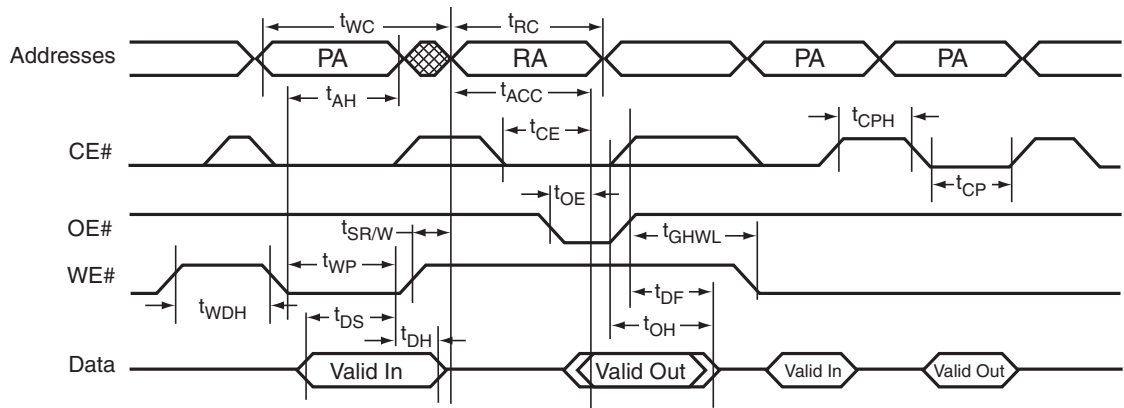 tWC
tRC
Addresses
PA
RA
PA
PA
tAH
tACC
tCPH
tCE
CE#
tCP
tOE
OE#
tSR/W
tGHWL
WE#
tWP
tWDH
tDS
tDF
tDH
tOH
Data
Valid In
Valid Out
Valid In
Valid Out